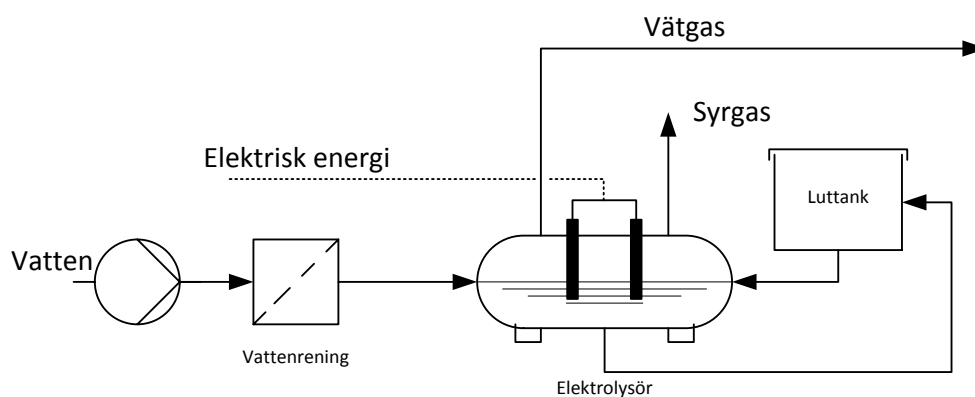 Vätgas
Syrgas
Elektrisk energi
Luttank
Vatten
Vattenrening
Elektrolysör